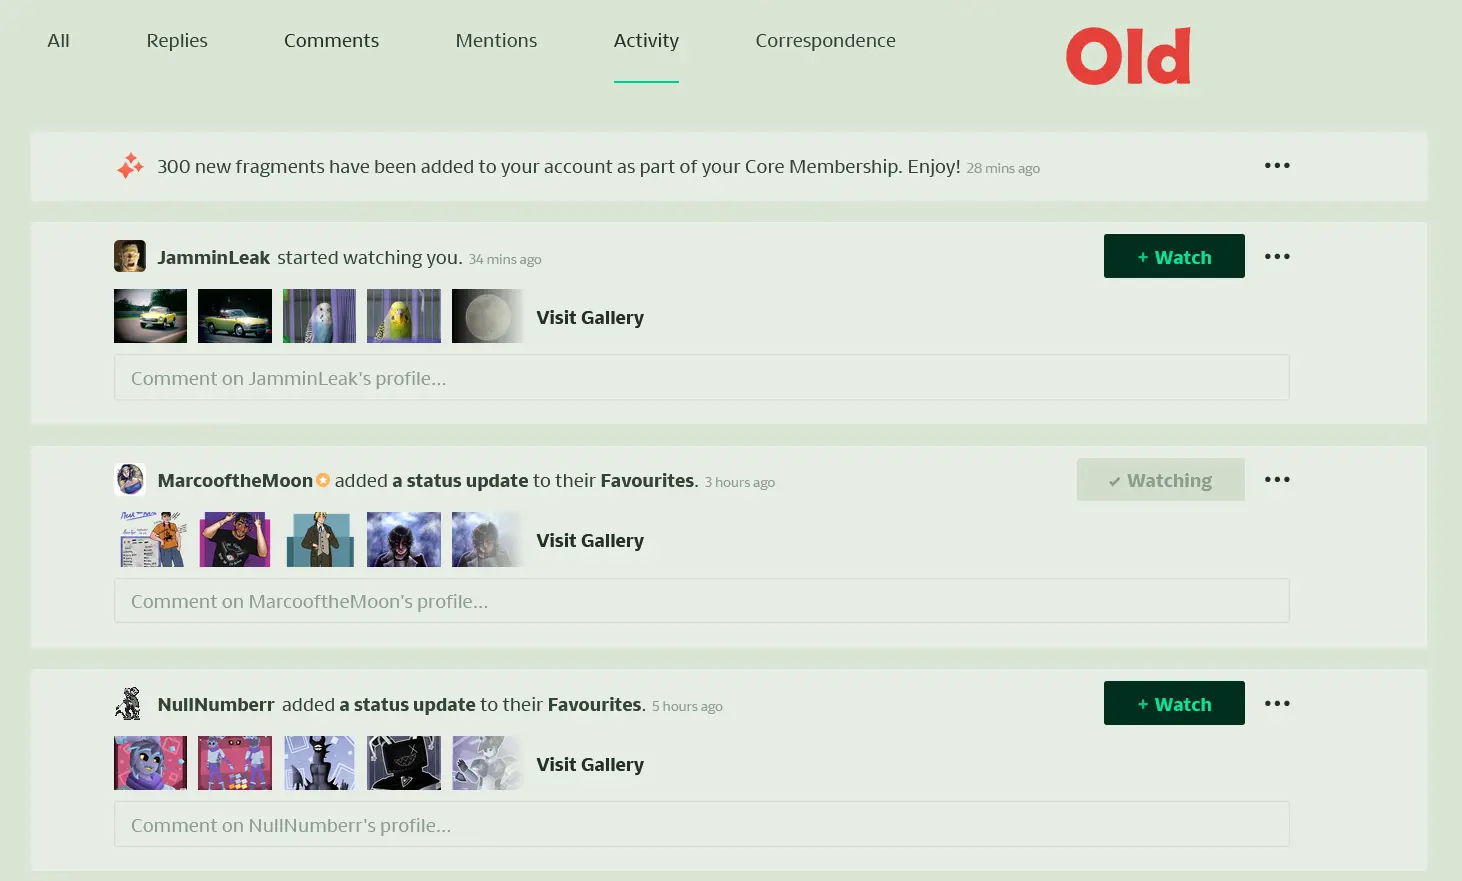 All Replies Comments Mentions Activity Correspondence Old
300 new fragments have been added to your account as part of your Core Membership. Enjoy! 28 mins ago
JamminLeak started watching you. 34 mins ago + Watch
Visit Gallery
Comment on JamminLeak's profile...
MarcooftheMoon added a status update to their Favourites. 3 hours ago Watching
Visit Gallery
Comment on MarcooftheMoon's profile...
NullNumberr added a status update to their Favourites. 5 hours ago + Watch
Visit Gallery
Comment on NullNumberr's profile...